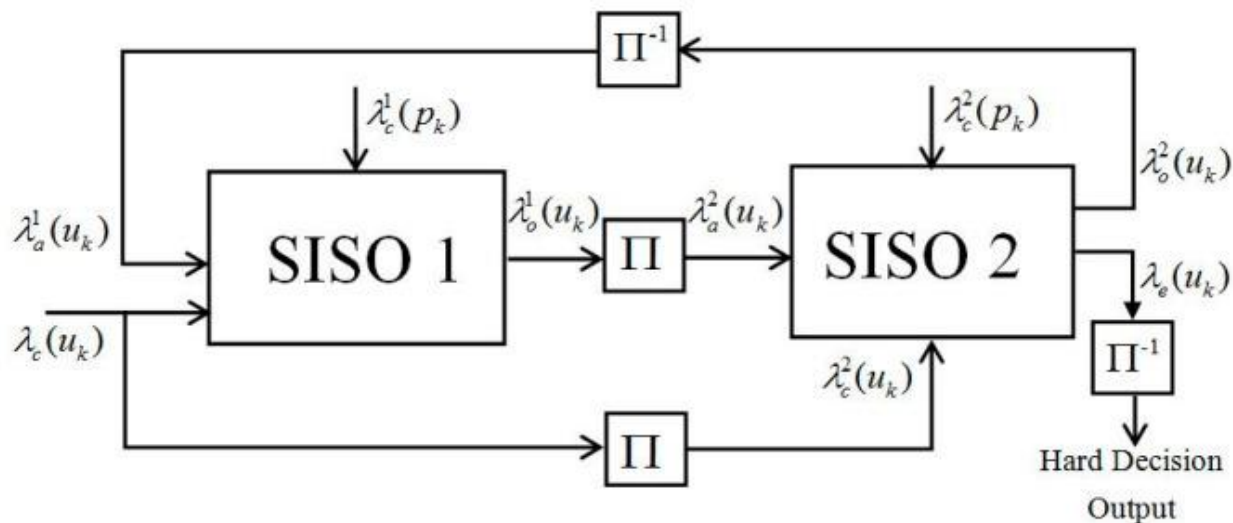 Π⁻¹
λ_c^1(p_k)
λ_c^2(p_k)
λ_o^2(u_k)
λ_a^1(u_k)
SISO 1
λ_o^1(u_k)
Π
λ_a^2(u_k)
SISO 2
λ_e(u_k)
λ_c(u_k)
λ_c^2(u_k)
Π⁻¹
Π
Hard Decision
Output